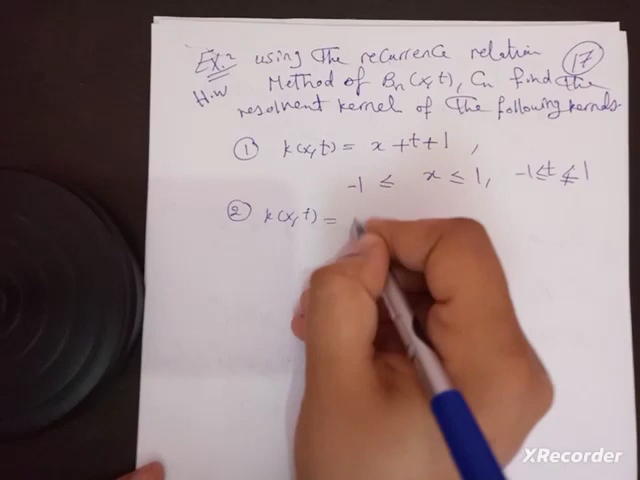 Ex.2 using the recurrence relation 17
H.W Method of Bn(x,t), Cn find the
resolvent kernel of the following kernels.
① k(x,t) = x+t+1 ,
-1 ≤ x ≤ 1, -1 ≤ t ≤ 1
② k(x,t) =
XRecorder